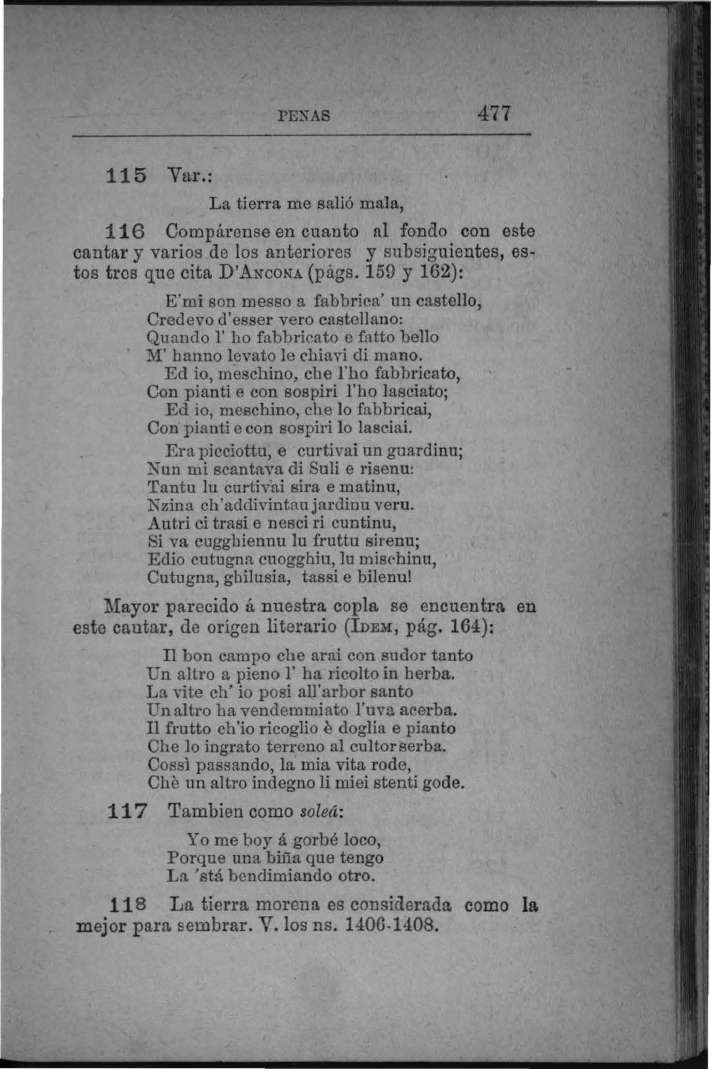 PENAS 477
115 Var.:
La tierra me salió mala,
116 Compárense en cuanto al fondo con este
cantar y varios de los anteriores y subsiguientes, es-
tos tres que cita D'ANCONA (págs. 159 y 162):
E'mi son messo a fabbrica' un castello,
Credevo d'esser vero castellano:
Quando l' ho fabbricato e fatto bello
M' hanno levato le chiavi di mano.
Ed io, meschino, che l'ho fabbricato,
Con pianti e con sospiri l'ho lasciato;
Ed io, meschino, che lo fabbricai,
Con pianti e con sospiri lo lasciai.
Era picciottu, e curtivai un guardinu;
Nun mi scantava di Suli e risenu:
Tantu lu curtivai sira e matinu,
Nzina ch'addivintau jardinu veru.
Autri ci trasi e nesci ri cuntinu,
Si va cugghiennu lu fruttu sirenu;
Edio cutugna cuogghiu, lu mischinu,
Cutugna, ghilusia, tassi e bilenu!
Mayor parecido á nuestra copla se encuentra en
este cantar, de orígen literario (IDEM, pág. 164):
Il bon campo che arai con sudor tanto
Un altro a pieno l' ha ricolto in herba.
La vite ch' io posi all'arbor santo
Un altro ha vendemmiato l'uva acerba.
Il frutto ch'io ricoglio è doglia e pianto
Che lo ingrato terreno al cultor serba.
Cossì passando, la mia vita rode,
Chè un altro indegno li miei stenti gode.
117 Tambien como soleá:
Yo me boy á gorbé loco,
Porque una biña que tengo
La 'stá bendimiando otro.
118 La tierra morena es considerada como la
mejor para sembrar. V. los ns. 1406-1408.